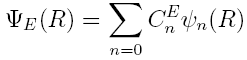 Ψ_E(R) = ∑_{n=0} C_n^E ψ_n(R)